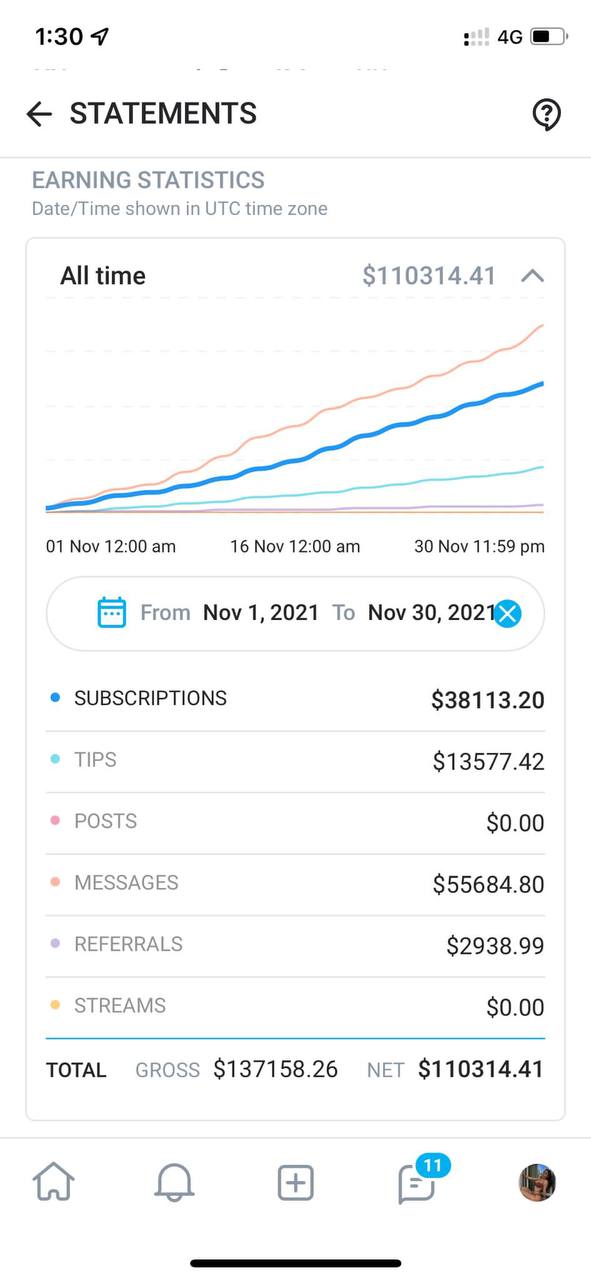 1:30 4G
STATEMENTS
EARNING STATISTICS
Date/Time shown in UTC time zone
All time $110314.41
01 Nov 12:00 am 16 Nov 12:00 am 30 Nov 11:59 pm
From Nov 1, 2021 To Nov 30, 2021
SUBSCRIPTIONS $38113.20
TIPS $13577.42
POSTS $0.00
MESSAGES $55684.80
REFERRALS $2938.99
STREAMS $0.00
TOTAL GROSS $137158.26 NET $110314.41
11